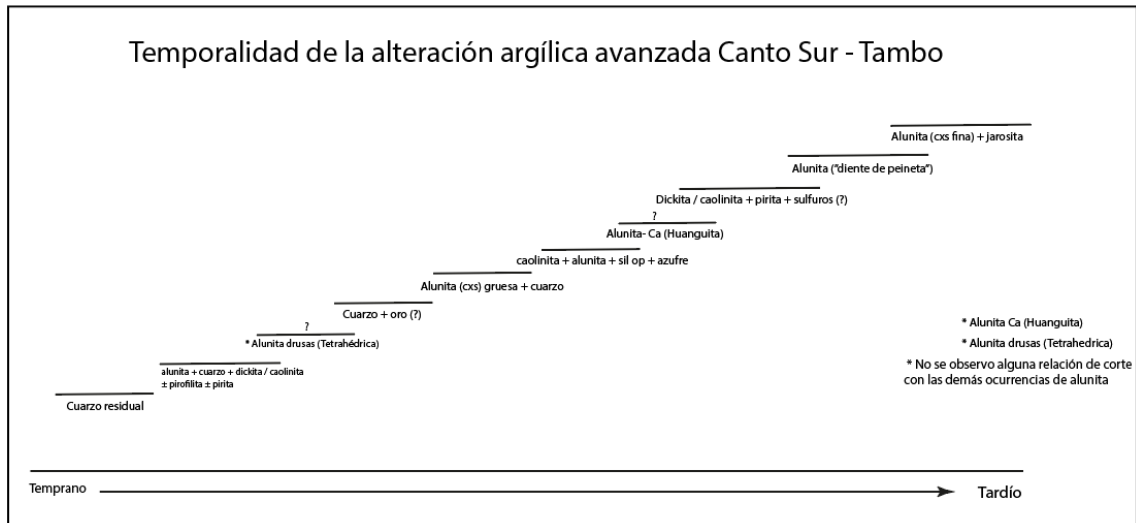 Temporalidad de la alteración argílica avanzada Canto Sur - Tambo
Alunita (cxs fina) + jarosita
Alunita ("diente de peineta")
Dickita / caolinita + pirita + sulfuros (?)
?
Alunita- Ca (Huanguita)
caolinita + alunita + sil op + azufre
Alunita (cxs) gruesa + cuarzo
Cuarzo + oro (?)
?
* Alunita drusas (Tetrahédrica)
alunita + cuarzo + dickita / caolinita
± pirofilita ± pirita
Cuarzo residual
* Alunita Ca (Huanguita)
* Alunita drusas (Tetrahedrica)
* No se observo alguna relación de corte
con las demás ocurrencias de alunita
Temprano
Tardío